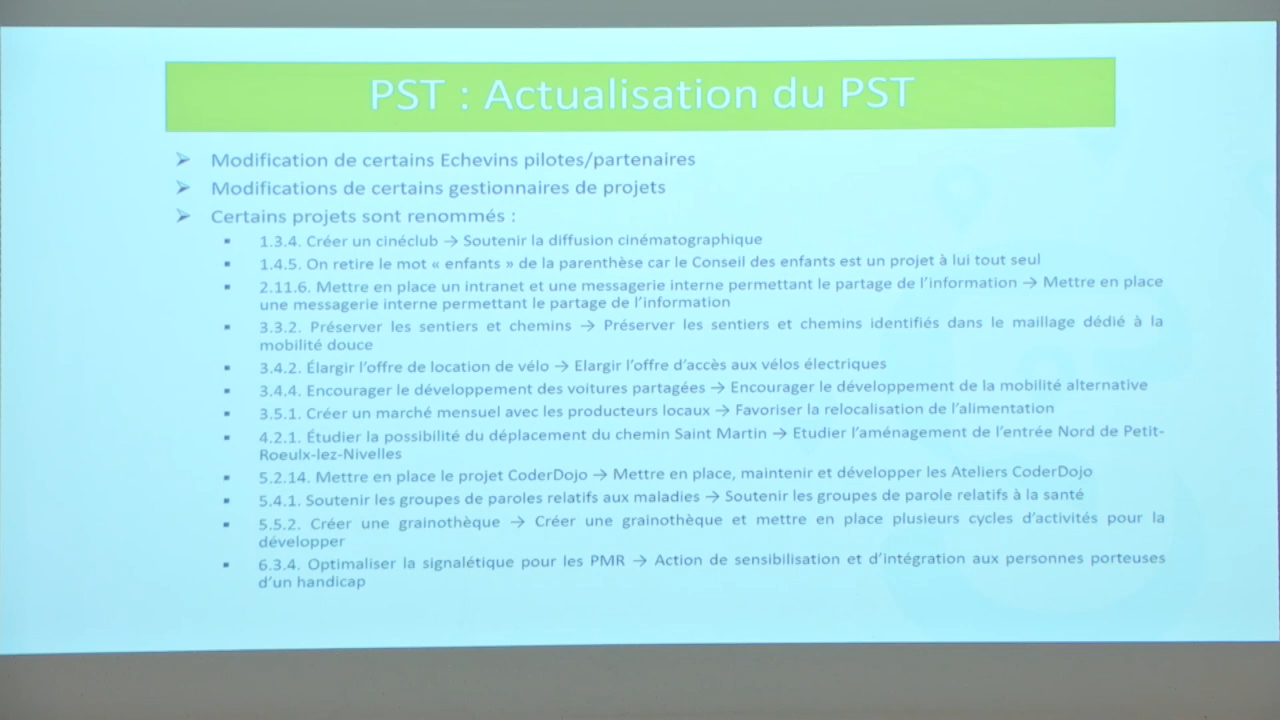 PST : Actualisation du PST
➢ Modification de certains Echevins pilotes/partenaires
➢ Modifications de certains gestionnaires de projets
➢ Certains projets sont renommés :
▪ 1.3.4. Créer un cinéclub → Soutenir la diffusion cinématographique
▪ 1.4.5. On retire le mot « enfants » de la parenthèse car le Conseil des enfants est un projet à lui tout seul
▪ 2.11.6. Mettre en place un intranet et une messagerie interne permettant le partage de l’information → Mettre en place
une messagerie interne permettant le partage de l’information
▪ 3.3.2. Préserver les sentiers et chemins → Préserver les sentiers et chemins identifiés dans le maillage dédié à la
mobilité douce
▪ 3.4.2. Élargir l’offre de location de vélo → Elargir l’offre d’accès aux vélos électriques
▪ 3.4.4. Encourager le développement des voitures partagées → Encourager le développement de la mobilité alternative
▪ 3.5.1. Créer un marché mensuel avec les producteurs locaux → Favoriser la relocalisation de l’alimentation
▪ 4.2.1. Étudier la possibilité du déplacement du chemin Saint Martin → Etudier l’aménagement de l’entrée Nord de Petit-
Roeulx-lez-Nivelles
▪ 5.2.14. Mettre en place le projet CoderDojo → Mettre en place, maintenir et développer les Ateliers CoderDojo
▪ 5.4.1. Soutenir les groupes de paroles relatifs aux maladies → Soutenir les groupes de parole relatifs à la santé
▪ 5.5.2. Créer une grainothèque → Créer une grainothèque et mettre en place plusieurs cycles d’activités pour la
développer
▪ 6.3.4. Optimaliser la signalétique pour les PMR → Action de sensibilisation et d’intégration aux personnes porteuses
d’un handicap